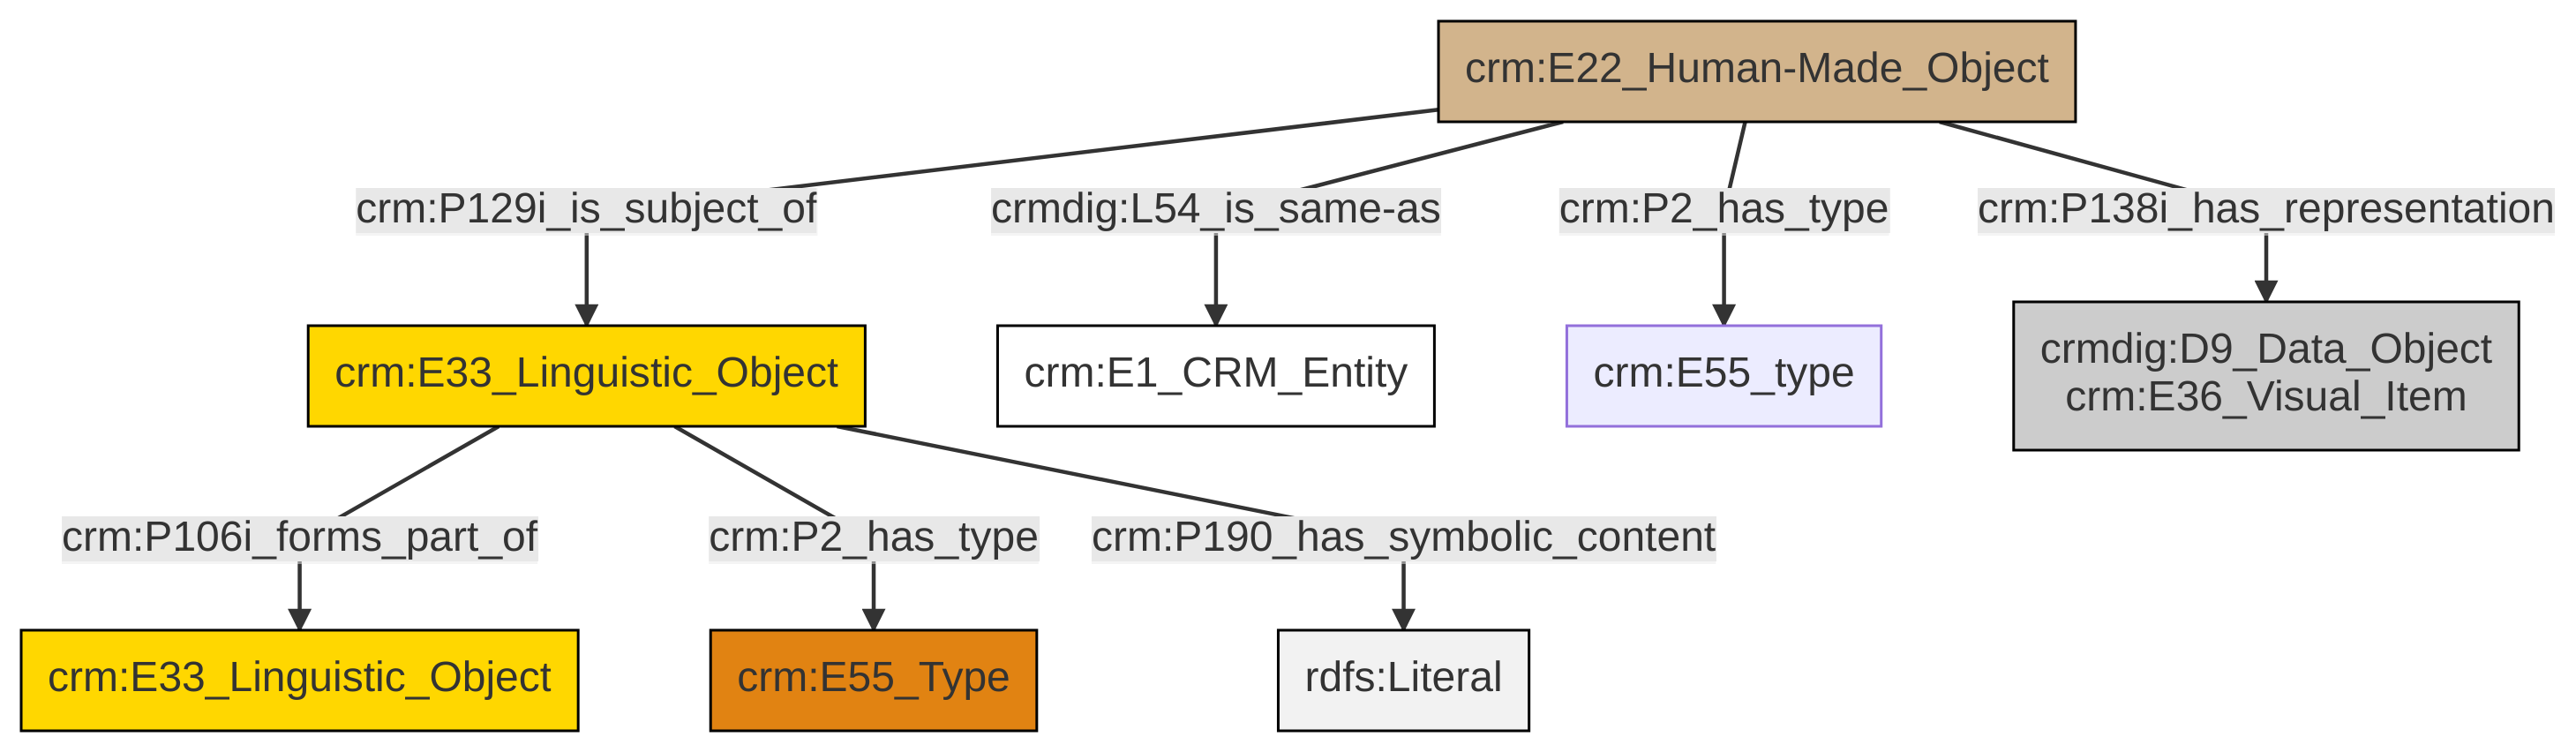 crm:E22_Human-Made_Object
crm:P129i_is_subject_of
crmdig:L54_is_same-as
crm:P2_has_type
crm:P138i_has_representation
crm:E33_Linguistic_Object
crm:E1_CRM_Entity
crm:E55_type
crmdig:D9_Data_Object
crm:E36_Visual_Item
crm:P106i_forms_part_of
crm:P2_has_type
crm:P190_has_symbolic_content
crm:E33_Linguistic_Object
crm:E55_Type
rdfs:Literal